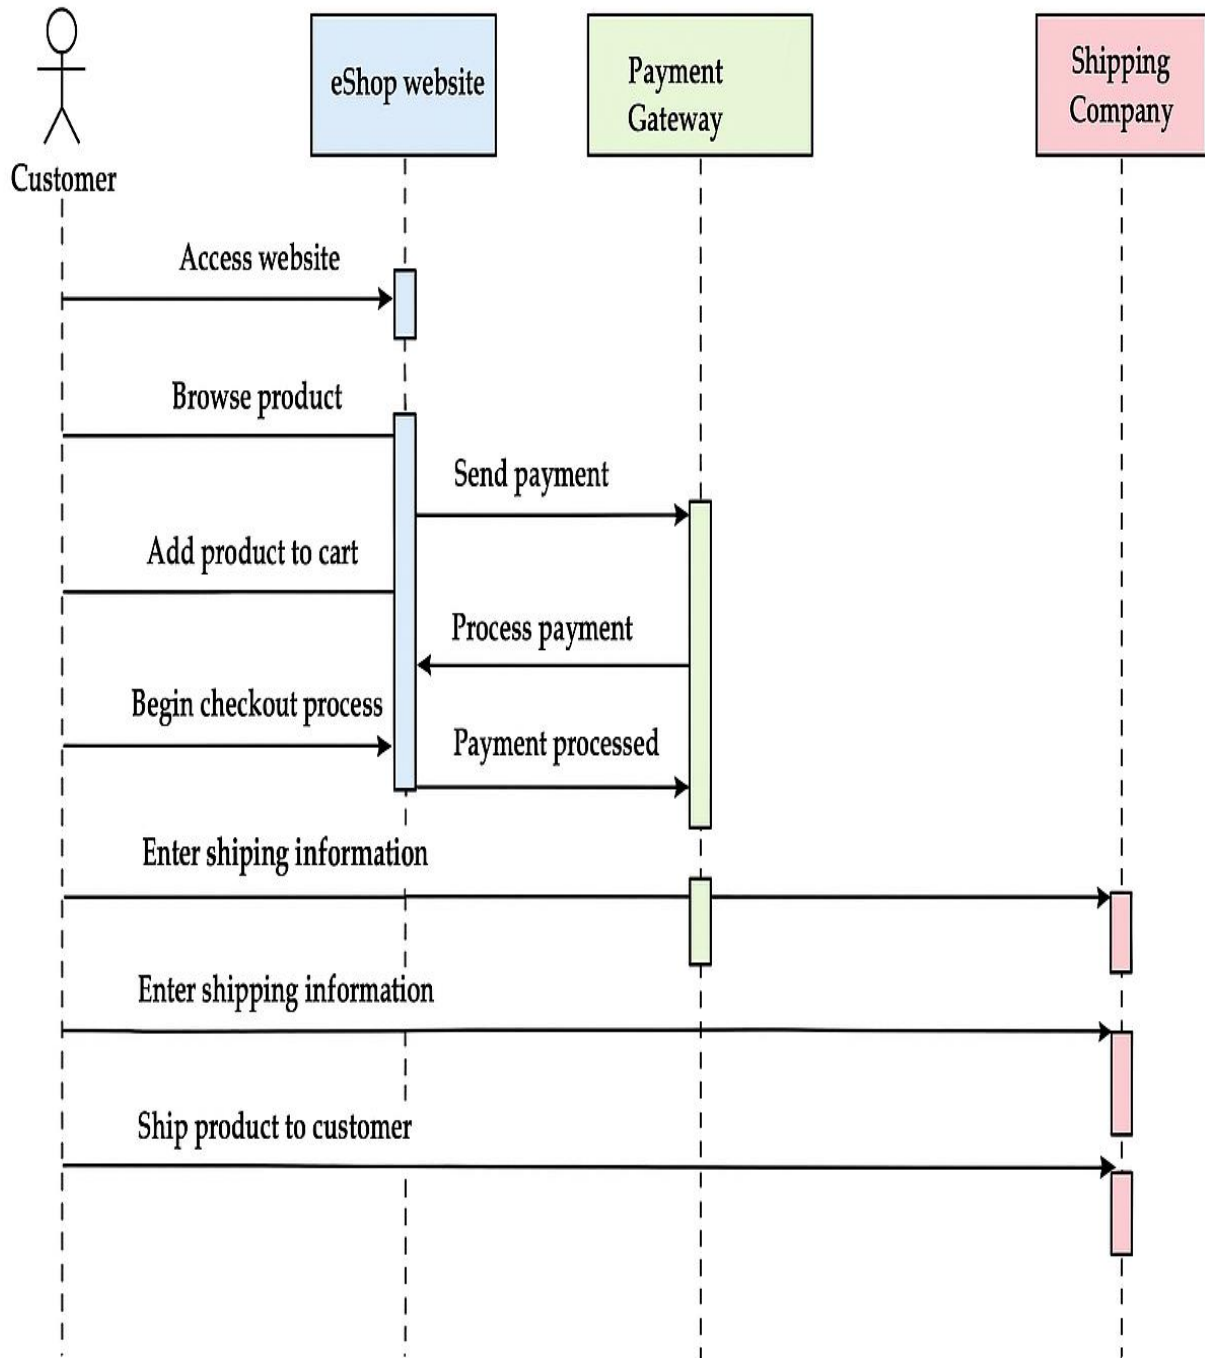 eShop website
Payment
Gateway
Shipping
Company
Customer
Access website
Browse product
Send payment
Add product to cart
Process payment
Begin checkout process
Payment processed
Enter shiping information
Enter shipping information
Ship product to customer